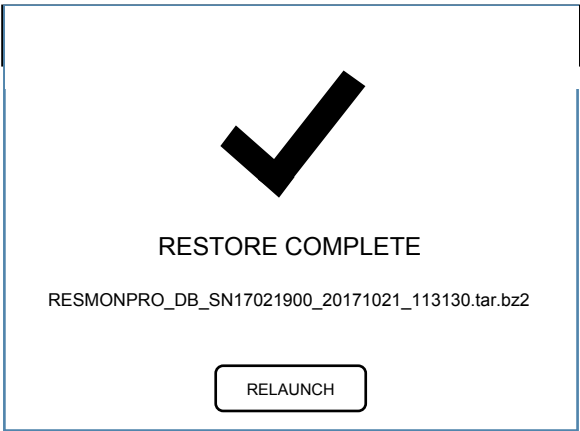 RESTORE COMPLETE
RESMONPRO_DB_SN17021900_20171021_113130.tar.bz2
RELAUNCH